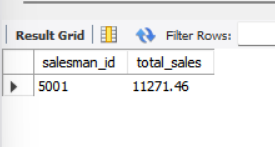 Result Grid Filter Rows:
salesman_id total_sales
5001 11271.46